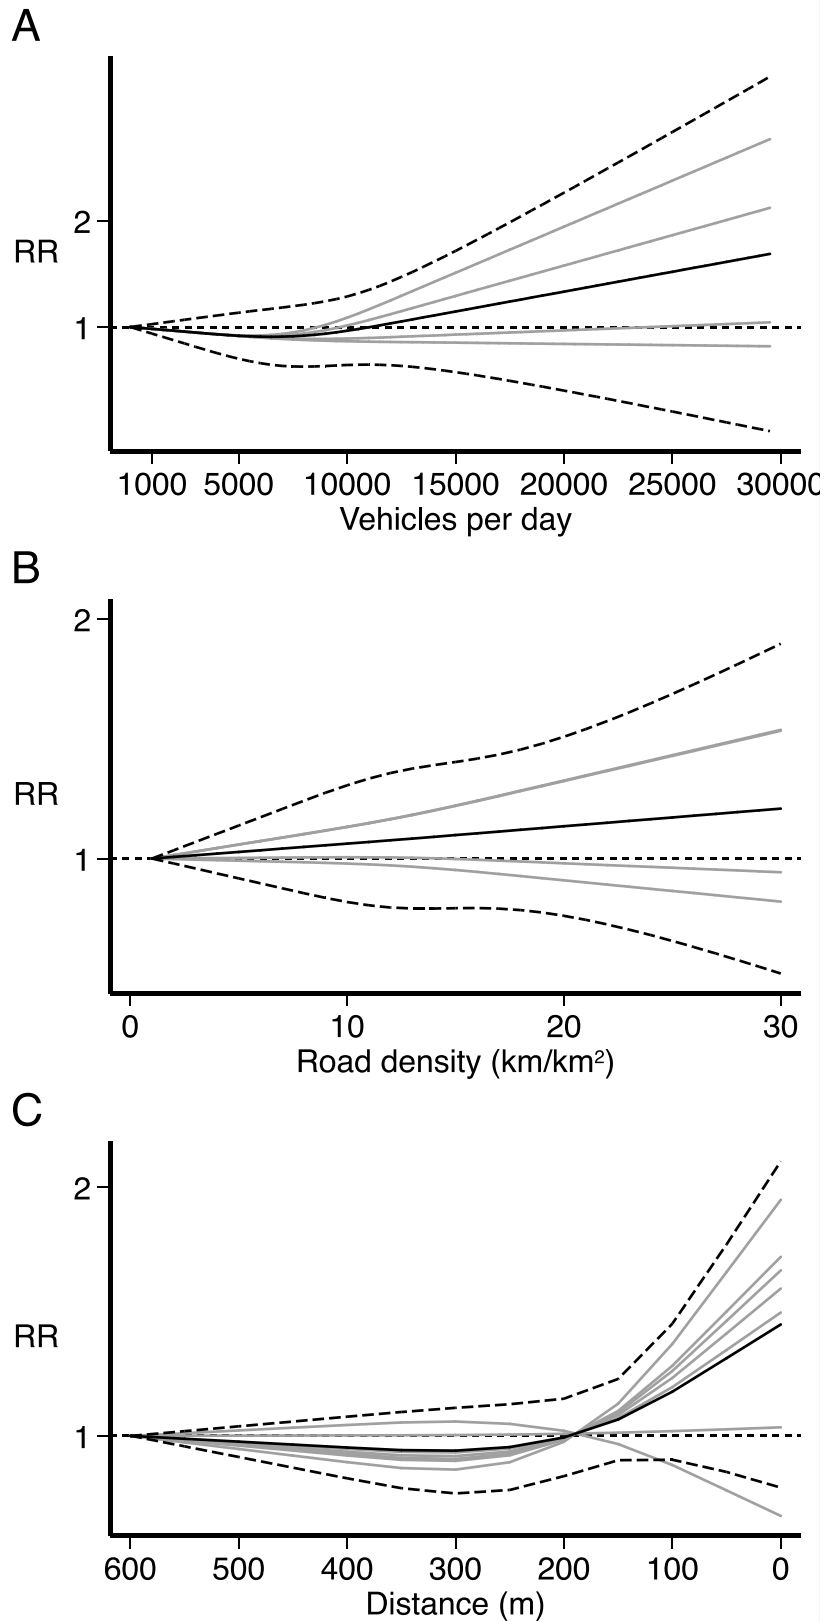 A
2
RR
1
1000 5000 10000 15000 20000 25000 30000
Vehicles per day
B
2
RR
1
0 10 20 30
Road density (km/km²)
C
2
RR
1
600 500 400 300 200 100 0
Distance (m)